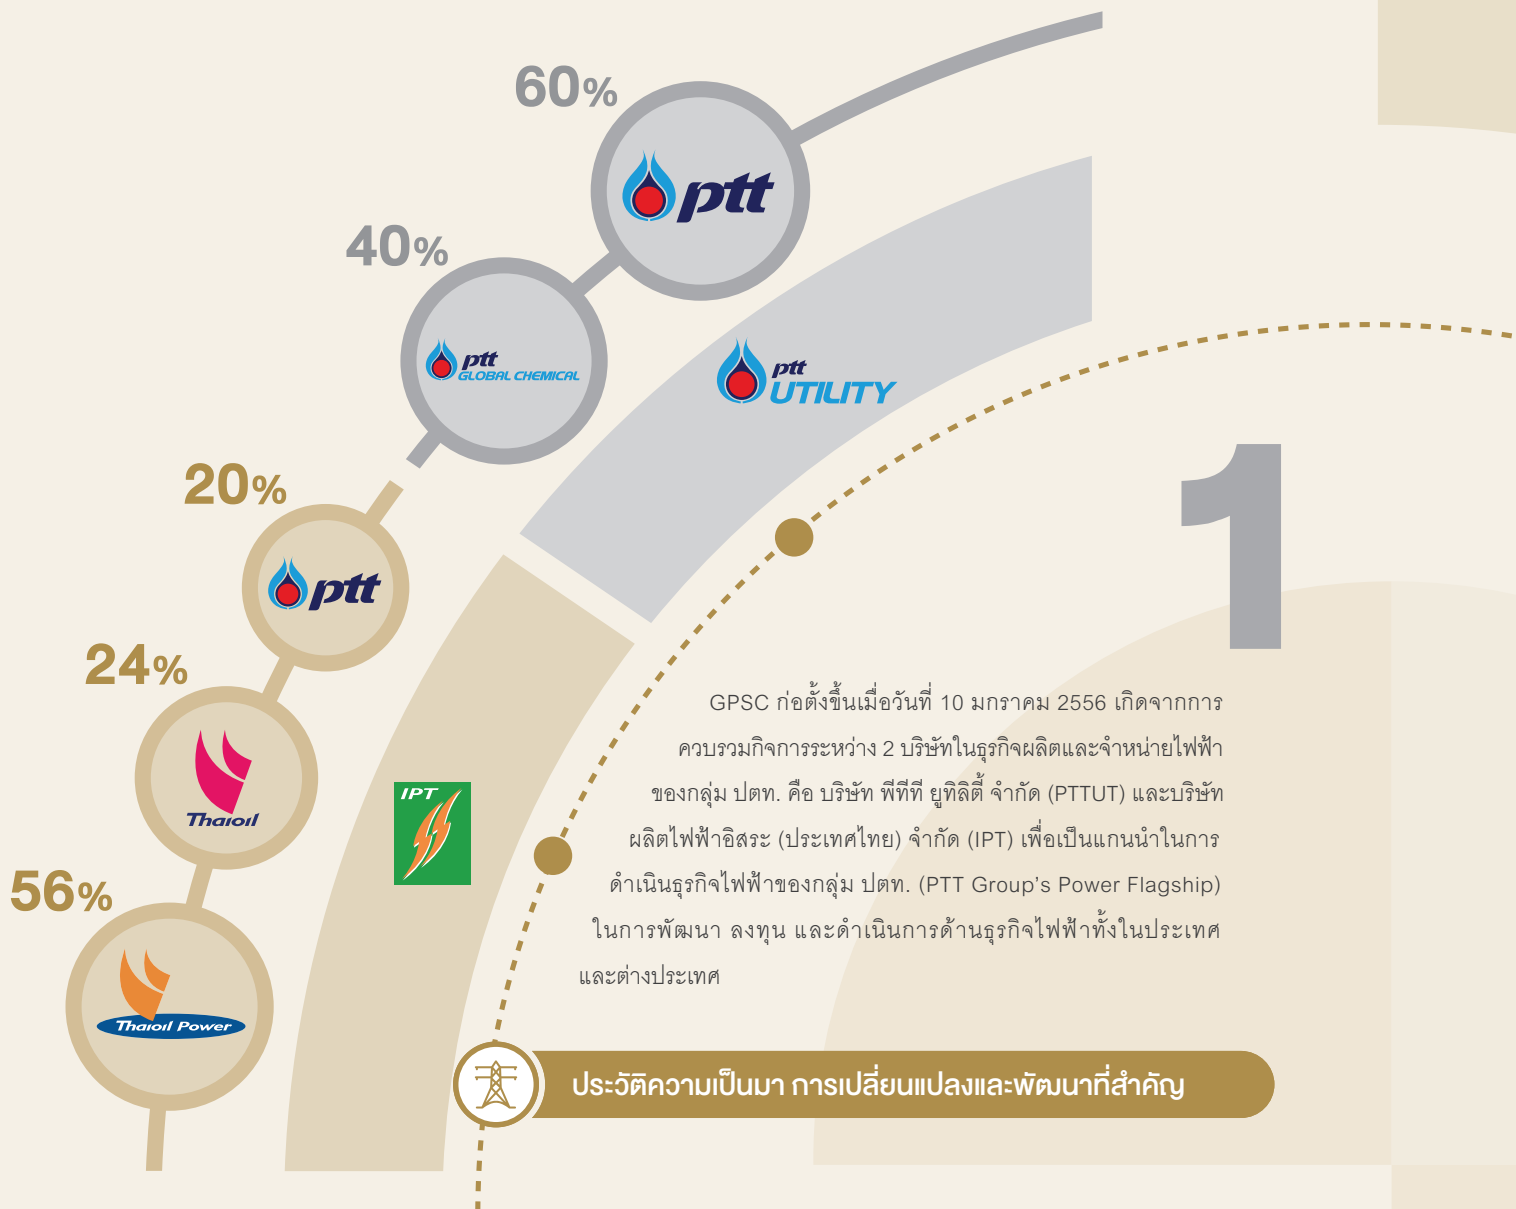 60%
ptt
40%
ptt
GLOBAL CHEMICAL
ptt
UTILITY
20%
ptt
1
24%
Thaioil
GPSC ก่อตั้งขึ้นเมื่อวันที่ 10 มกราคม 2556 เกิดจากการ
ควบรวมกิจการระหว่าง 2 บริษัทในธุรกิจผลิตและจำหน่ายไฟฟ้า
ของกลุ่ม ปตท. คือ บริษัท พีทีที ยูทิลิตี้ จำกัด (PTTUT) และบริษัท
ผลิตไฟฟ้าอิสระ (ประเทศไทย) จำกัด (IPT) เพื่อเป็นแกนนำในการ
ดำเนินธุรกิจไฟฟ้าของกลุ่ม ปตท. (PTT Group's Power Flagship)
ในการพัฒนา ลงทุน และดำเนินการด้านธุรกิจไฟฟ้าทั้งในประเทศ
และต่างประเทศ
IPT
56%
Thaioil Power
ประวัติความเป็นมา การเปลี่ยนแปลงและพัฒนาที่สำคัญ